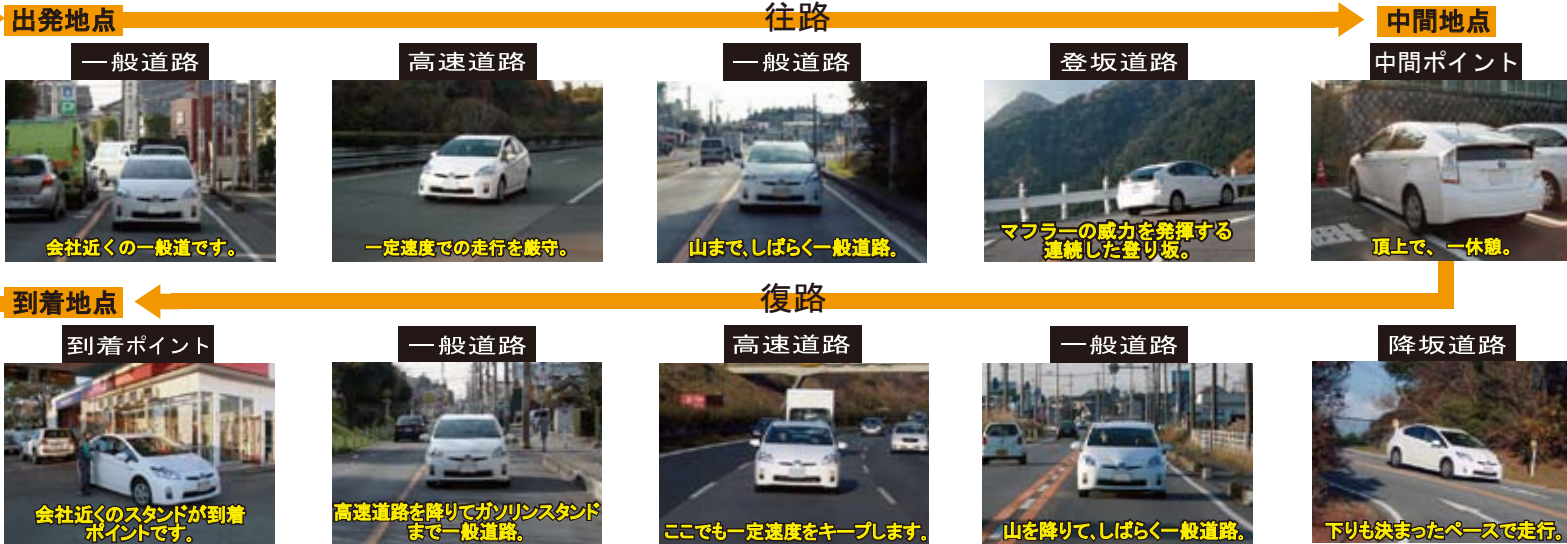 出発地点
往路
中間地点
一般道路
高速道路
一般道路
登坂道路
中間ポイント
会社近くの一般道です。
一定速度での走行を厳守。
山まで、しばらく一般道路。
マフラーの威力を発揮する
連続した登り坂。
頂上で、一休憩。
到着地点
復路
到着ポイント
一般道路
高速道路
一般道路
降坂道路
会社近くのスタンドが到着
ポイントです。
高速道路を降りてガソリンスタンド
まで一般道路。
ここでも一定速度をキープします。
山を降りて、しばらく一般道路。
下りも決まったペースで走行。